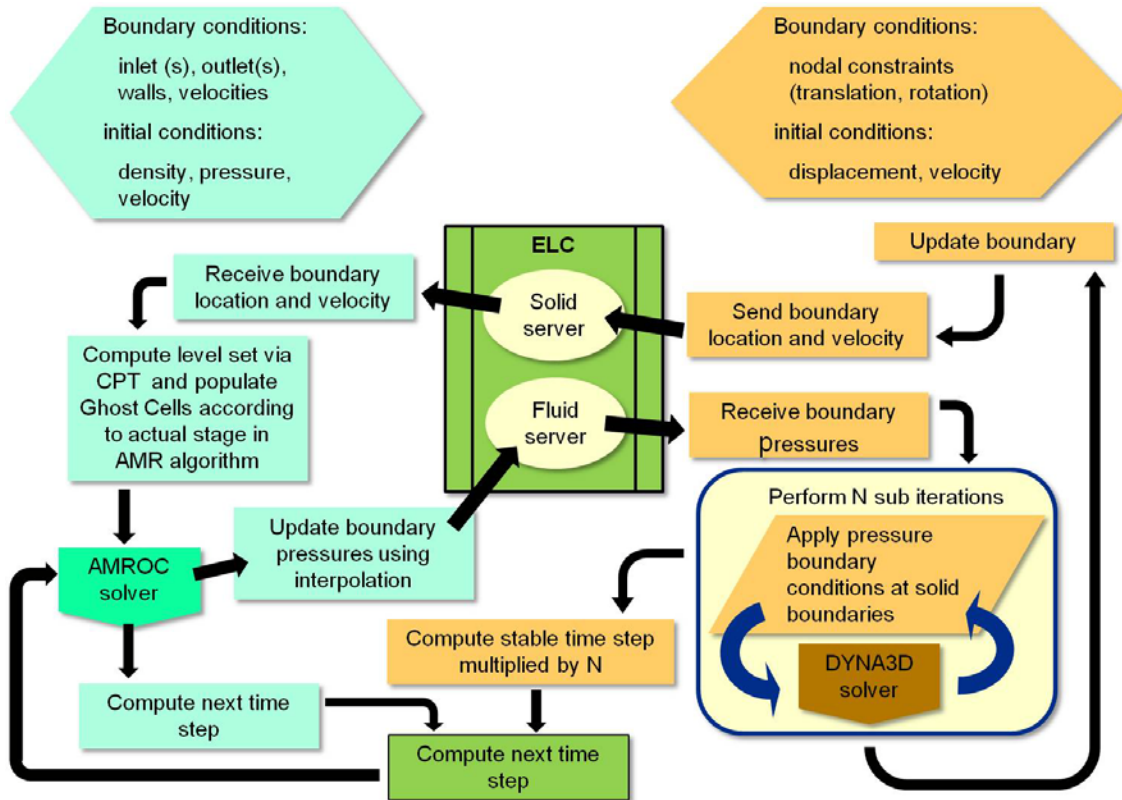 Boundary conditions:
inlet (s), outlet(s),
walls, velocities
initial conditions:
density, pressure,
velocity
Boundary conditions:
nodal constraints
(translation, rotation)
initial conditions:
displacement, velocity
ELC
Update boundary
Receive boundary
location and velocity
Solid
server
Send boundary
location and velocity
Compute level set via
CPT and populate
Ghost Cells according
to actual stage in
AMR algorithm
Fluid
server
Receive boundary
pressures
Update boundary
pressures using
interpolation
Perform N sub iterations
Apply pressure
boundary
conditions at solid
boundaries
AMROC
solver
Compute stable time step
multiplied by N
DYNA3D
solver
Compute next time
step
Compute next time
step